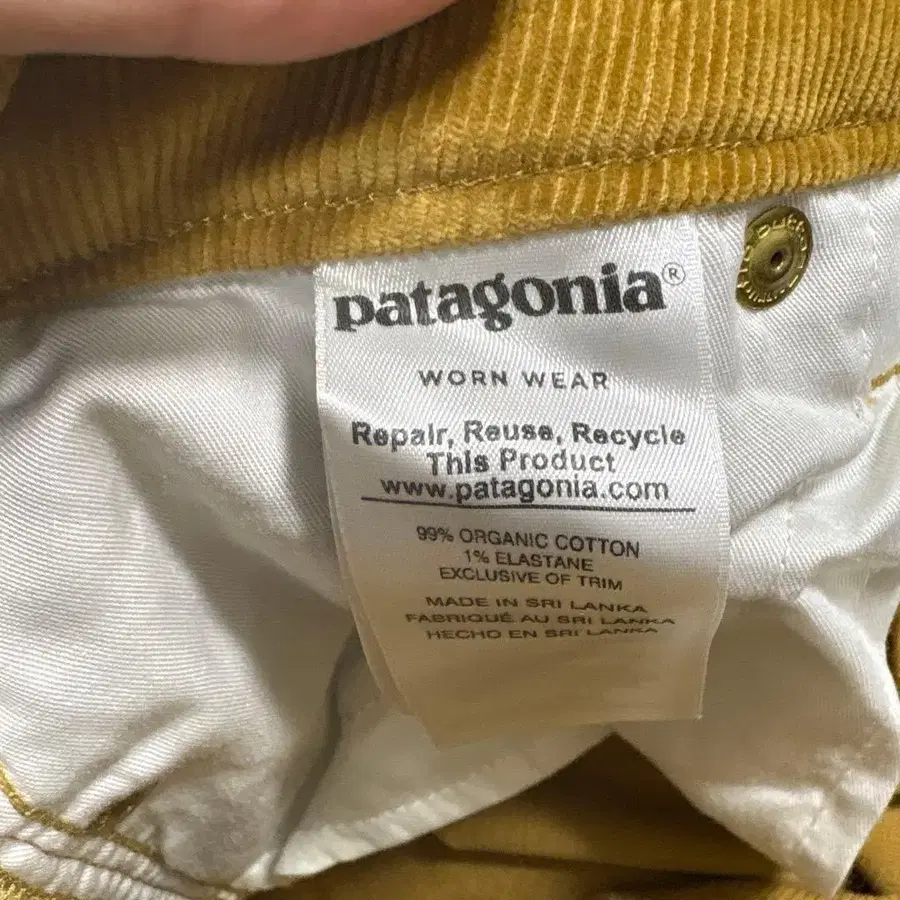 patagonia®
WORN WEAR
Repair, Reuse, Recycle
This Product
www.patagonia.com
99% ORGANIC COTTON
1% ELASTANE
EXCLUSIVE OF TRIM
MADE IN SRI LANKA
FABRIQUÉ AU SRI LANKA
HECHO EN SRI LANKA